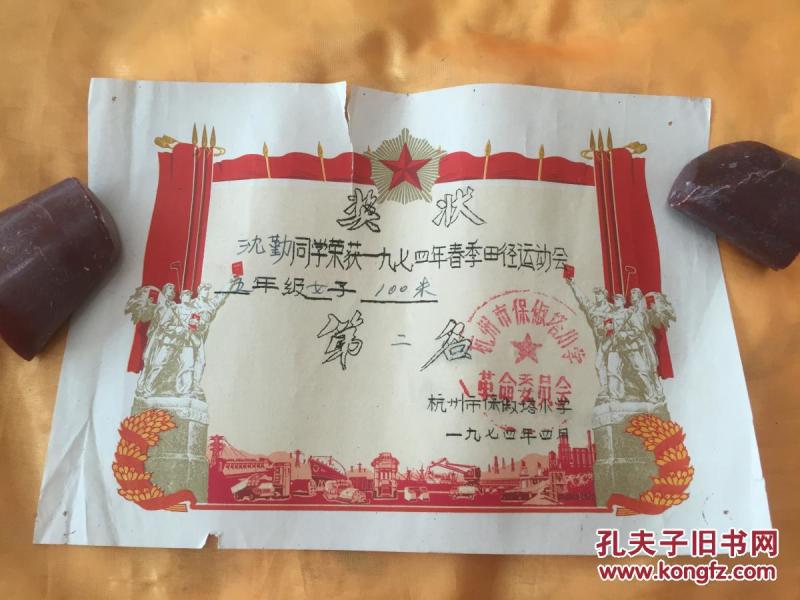 奖状
沈勤同学荣获一九七四年春季田径运动会
五年级女子 100米
第二名
杭州市保俶塔小学
革命委员会
杭州市保俶塔小学
一九七四年四月
孔夫子旧书网
www.kongfz.com